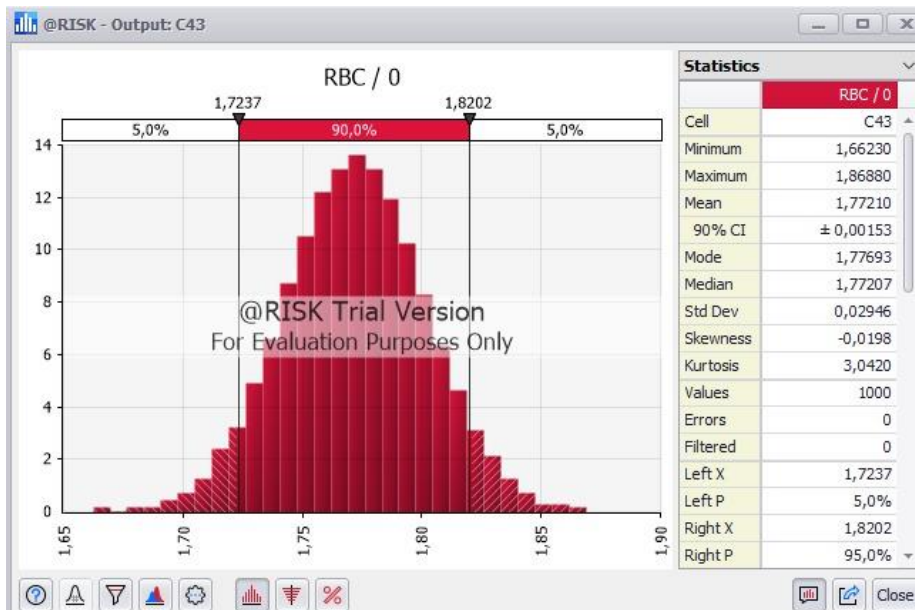 @RISK - Output: C43
RBC / 0
1,7237 1,8202
5,0% 90,0% 5,0%
14
12
10
8
6
4
2
0
1,65 1,70 1,75 1,80 1,85 1,90
@RISK Trial Version
For Evaluation Purposes Only
Statistics
RBC / 0
Cell C43
Minimum 1,66230
Maximum 1,86880
Mean 1,77210
90% CI ± 0,00153
Mode 1,77693
Median 1,77207
Std Dev 0,02946
Skewness -0,0198
Kurtosis 3,0420
Values 1000
Errors 0
Filtered 0
Left X 1,7237
Left P 5,0%
Right X 1,8202
Right P 95,0%
? % Close